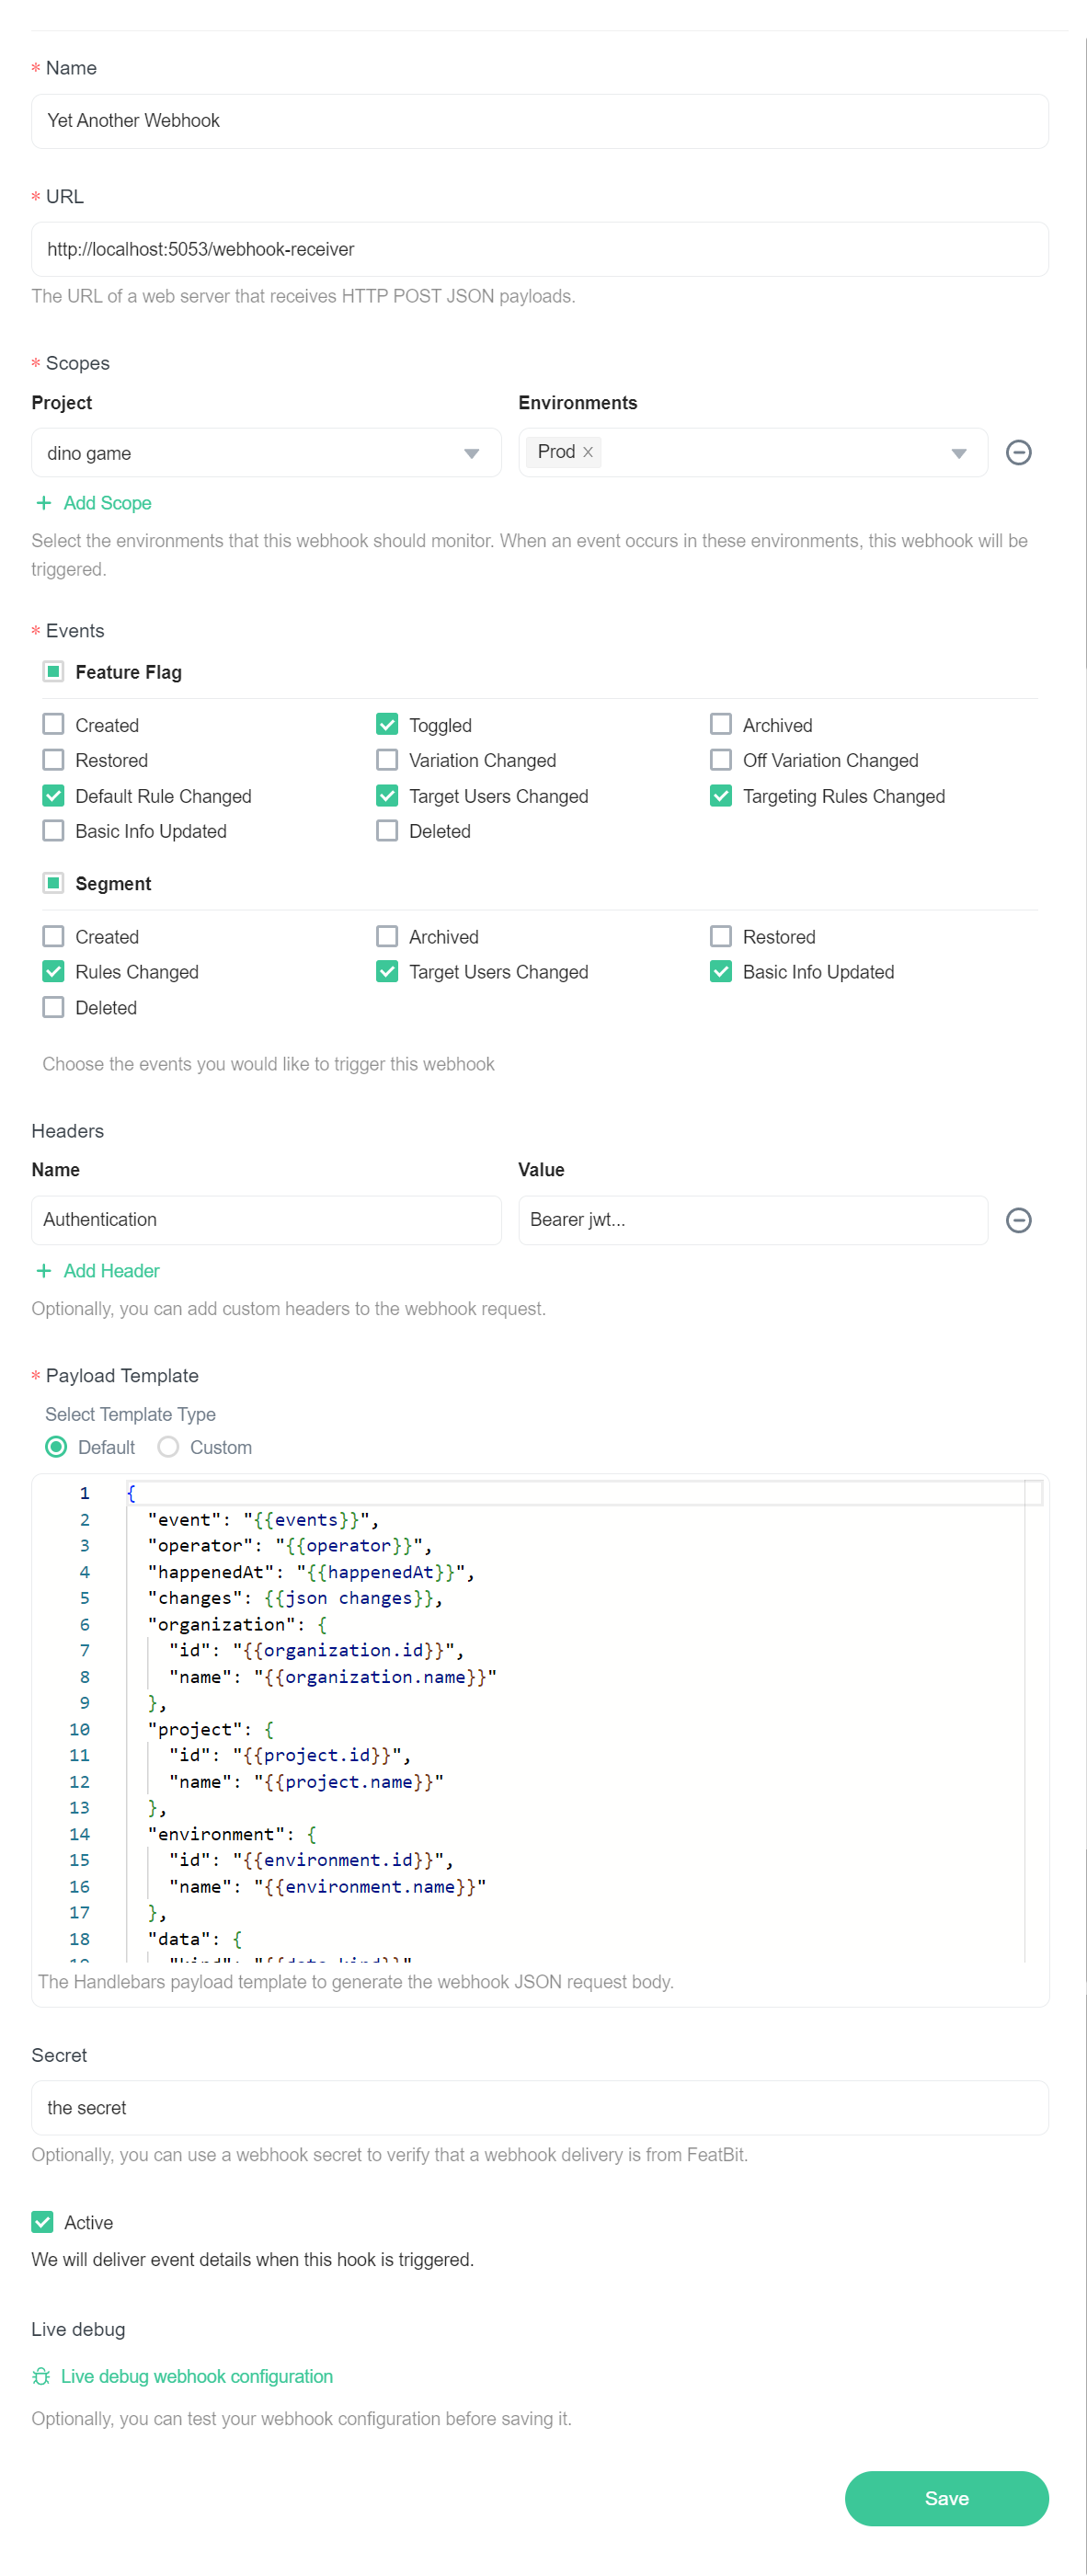 * Name
Yet Another Webhook
* URL
http://localhost:5053/webhook-receiver
The URL of a web server that receives HTTP POST JSON payloads.
* Scopes
Project Environments
dino game Prod X
+ Add Scope
Select the environments that this webhook should monitor. When an event occurs in these environments, this webhook will be
triggered.
* Events
Feature Flag
Created Toggled Archived
Restored Variation Changed Off Variation Changed
Default Rule Changed Target Users Changed Targeting Rules Changed
Basic Info Updated Deleted
Segment
Created Archived Restored
Rules Changed Target Users Changed Basic Info Updated
Deleted
Choose the events you would like to trigger this webhook
Headers
Name Value
Authentication Bearer jwt...
+ Add Header
Optionally, you can add custom headers to the webhook request.
* Payload Template
Select Template Type
Default Custom
1 {
2 "event": "{{events}}",
3 "operator": "{{operator}}",
4 "happenedAt": "{{happenedAt}}",
5 "changes": {{json changes}},
6 "organization": {
7 "id": "{{organization.id}}",
8 "name": "{{organization.name}}"
9 },
10 "project": {
11 "id": "{{project.id}}",
12 "name": "{{project.name}}"
13 },
14 "environment": {
15 "id": "{{environment.id}}",
16 "name": "{{environment.name}}"
17 },
18 "data": {
The Handlebars payload template to generate the webhook JSON request body.
Secret
the secret
Optionally, you can use a webhook secret to verify that a webhook delivery is from FeatBit.
Active
We will deliver event details when this hook is triggered.
Live debug
Live debug webhook configuration
Optionally, you can test your webhook configuration before saving it.
Save